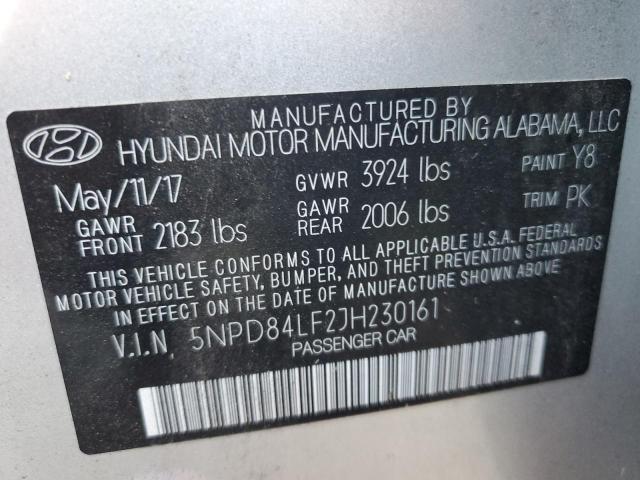 MANUFACTURED BY
HYUNDAI MOTOR MANUFACTURING ALABAMA, LLC
May/11/17 GVWR 3924 lbs PAINT Y8
GAWR FRONT 2183 lbs GAWR REAR 2006 lbs TRIM PK
THIS VEHICLE CONFORMS TO ALL APPLICABLE U.S.A. FEDERAL
MOTOR VEHICLE SAFETY, BUMPER, AND THEFT PREVENTION STANDARDS
IN EFFECT ON THE DATE OF MANUFACTURE SHOWN ABOVE
V.I.N. 5NPD84LF2JH230161
PASSENGER CAR